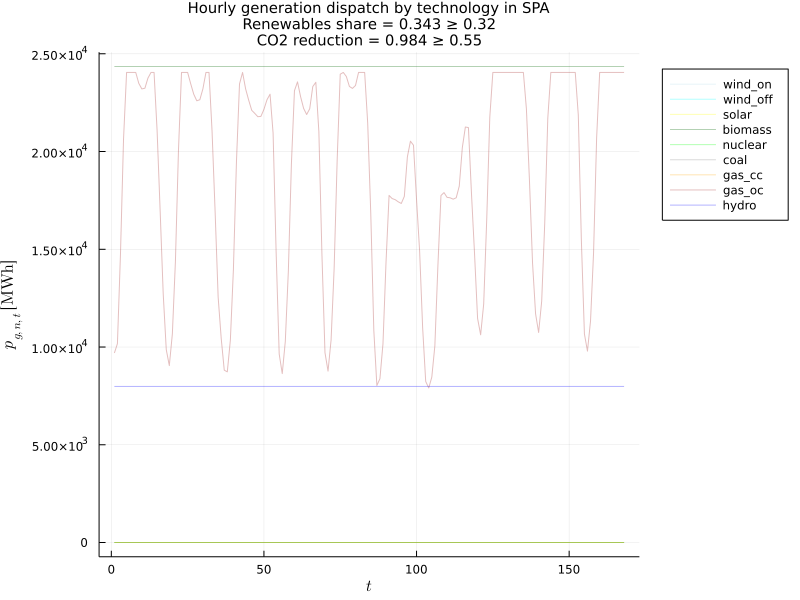 Hourly generation dispatch by technology in SPA
Renewables share = 0.343 ≥ 0.32
CO2 reduction = 0.984 ≥ 0.55
2.50×10⁴
2.00×10⁴
1.50×10⁴
1.00×10⁴
5.00×10³
0
p g, n, t [MWh]
0
50
100
150
t
wind_on
wind_off
solar
biomass
nuclear
coal
gas_cc
gas_oc
hydro